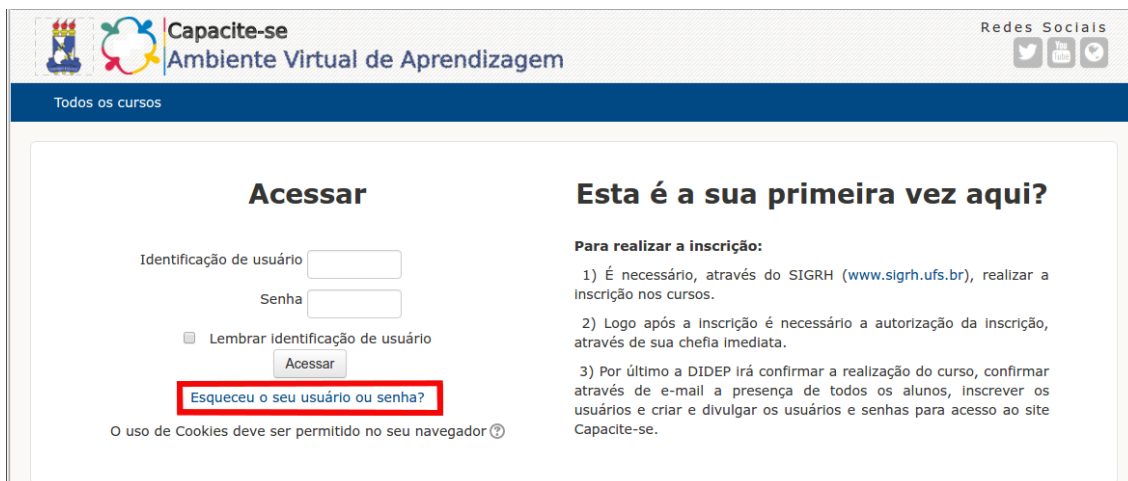 Capacite-se
Ambiente Virtual de Aprendizagem
Redes Sociais
You
Tube
Todos os cursos
Acessar
Identificação de usuário
Senha
Lembrar identificação de usuário
Acessar
Esqueceu o seu usuário ou senha?
O uso de Cookies deve ser permitido no seu navegador ?
Esta é a sua primeira vez aqui?
Para realizar a inscrição:
1) É necessário, através do SIGRH (www.sigrh.ufs.br), realizar a
inscrição nos cursos.
2) Logo após a inscrição é necessário a autorização da inscrição,
através de sua chefia imediata.
3) Por último a DIDEP irá confirmar a realização do curso, confirmar
através de e-mail a presença de todos os alunos, inscrever os
usuários e criar e divulgar os usuários e senhas para acesso ao site
Capacite-se.